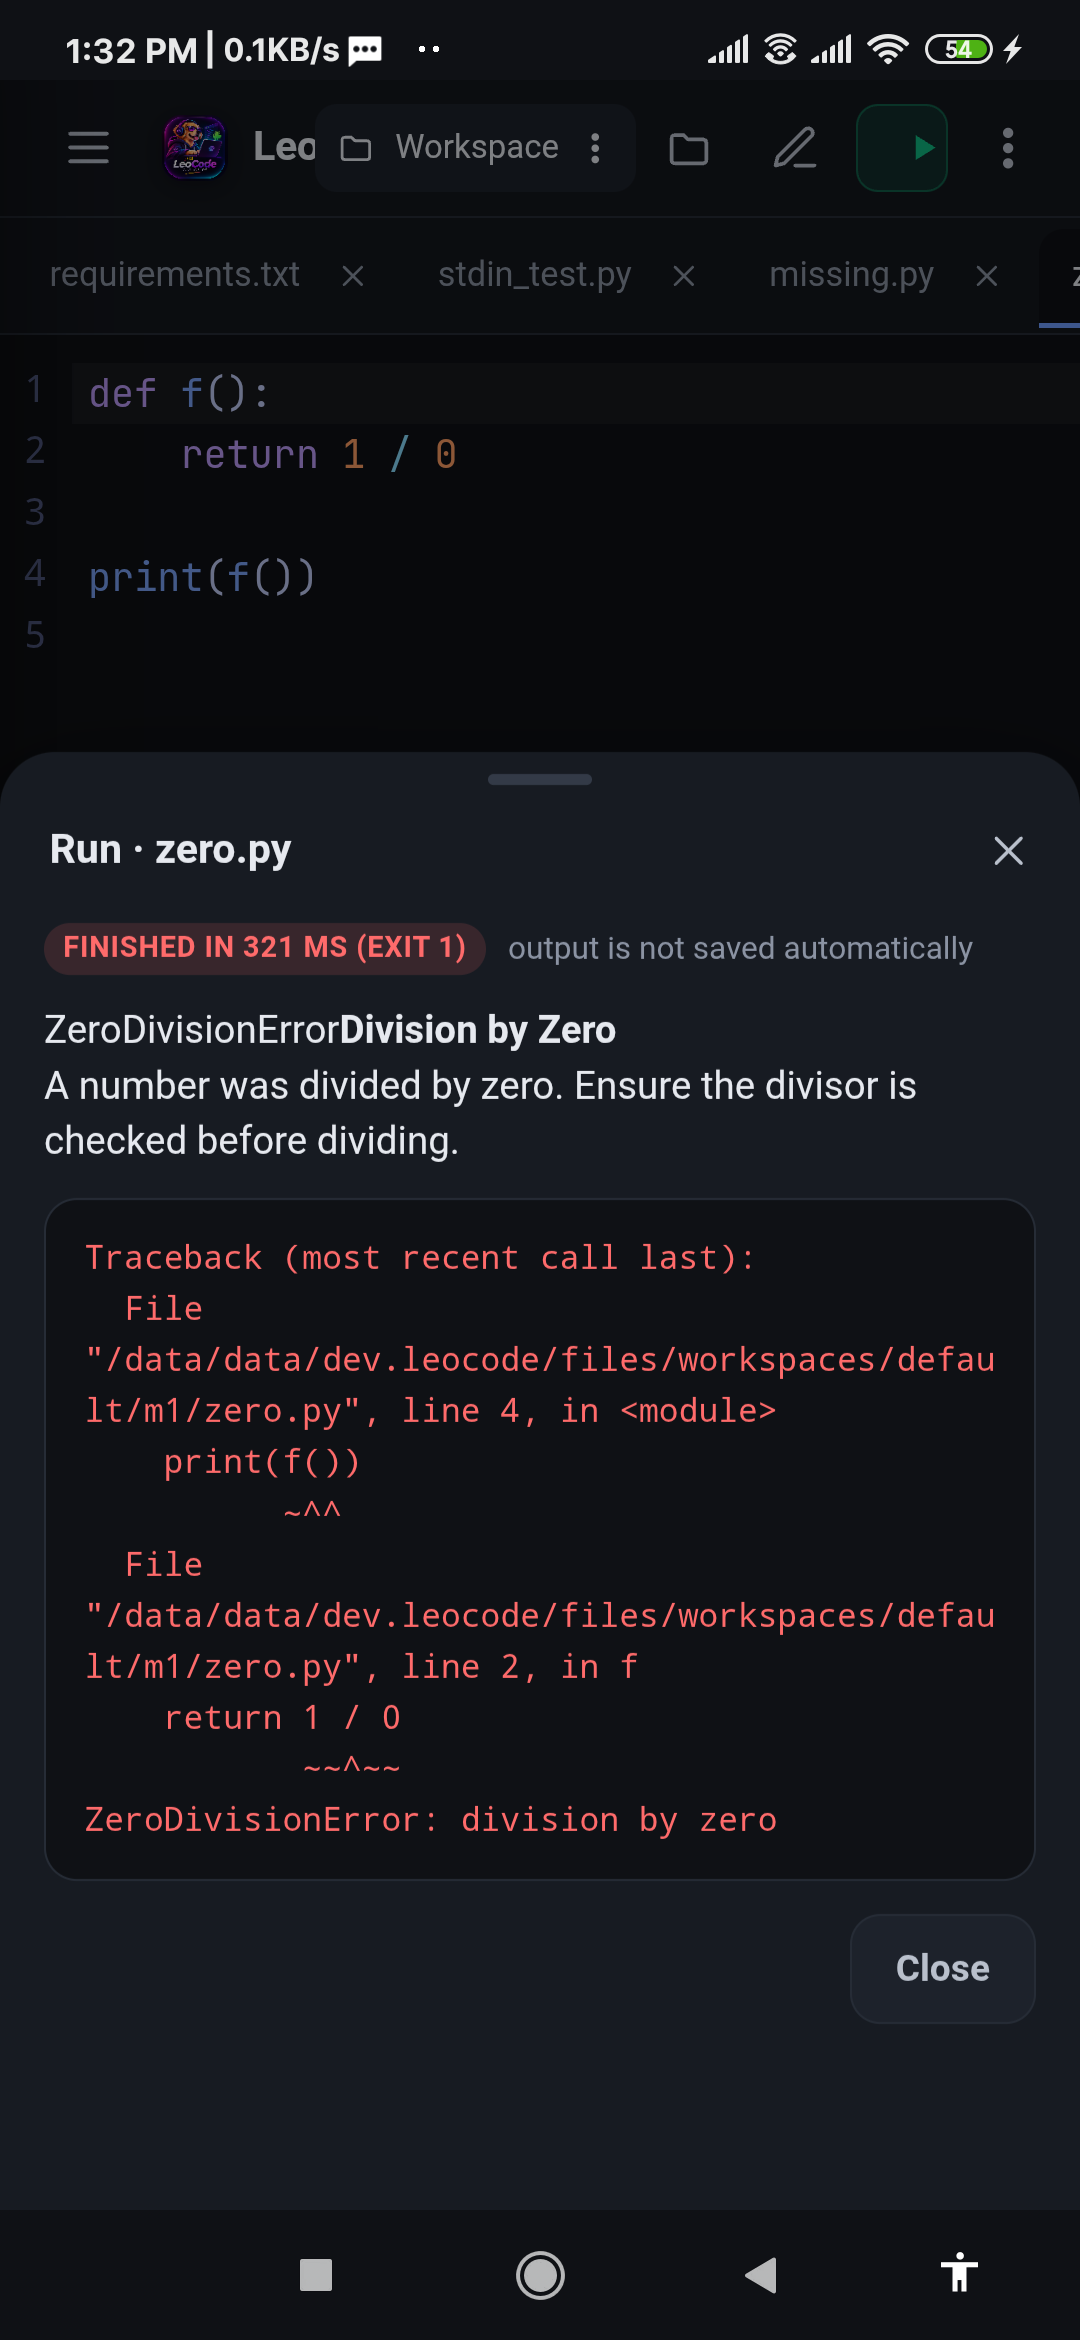 1:32 PM | 0.1KB/s
54
LeoCode
Leo
Workspace
requirements.txt
stdin_test.py
missing.py
z
1 def f():
2     return 1 / 0
3
4 print(f())
5
Run · zero.py
FINISHED IN 321 MS (EXIT 1) output is not saved automatically
ZeroDivisionErrorDivision by Zero
A number was divided by zero. Ensure the divisor is
checked before dividing.
Traceback (most recent call last):
  File
"/data/data/dev.leocode/files/workspaces/defau
lt/m1/zero.py", line 4, in <module>
    print(f())
          ~^^
  File
"/data/data/dev.leocode/files/workspaces/defau
lt/m1/zero.py", line 2, in f
    return 1 / 0
           ~~^~~
ZeroDivisionError: division by zero
Close